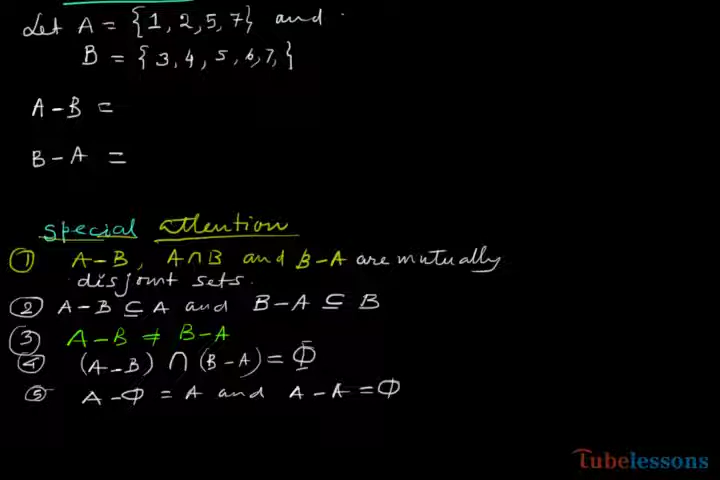 Let A = {1, 2, 5, 7} and
B = {3, 4, 5, 6, 7, }
A - B =
B - A =
special attention
① A - B, A ∩ B and B - A are mutually
disjount sets.
② A - B ⊆ A and B - A ⊆ B
③ A - B ≠ B - A
④ (A - B) ∩ (B - A) = Φ
⑤ A - Φ = A and A - A = Φ
Tubelessons